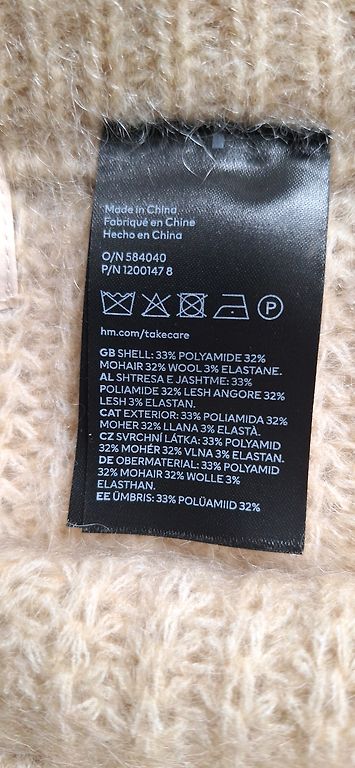 Made in China
Fabriqué en Chine
Hecho en China
O/N 584040
P/N 1200147 8
P
hm.com/takecare
GB SHELL: 33% POLYAMIDE 32%
MOHAIR 32% WOOL 3% ELASTANE.
AL SHTRESA E JASHTME: 33%
POLIAMIDE 32% LESH ANGORE 32%
LESH 3% ELASTAN.
CAT EXTERIOR: 33% POLIAMIDA 32%
MOHER 32% LLANA 3% ELASTÀ.
CZ SVRCHNÍ LÁTKA: 33% POLYAMID
32% MOHÉR 32% VLNA 3% ELASTAN.
DE OBERMATERIAL: 33% POLYAMID
32% MOHAIR 32% WOLLE 3%
ELASTHAN.
EE ÜMBRIS: 33% POLÜAMIID 32%